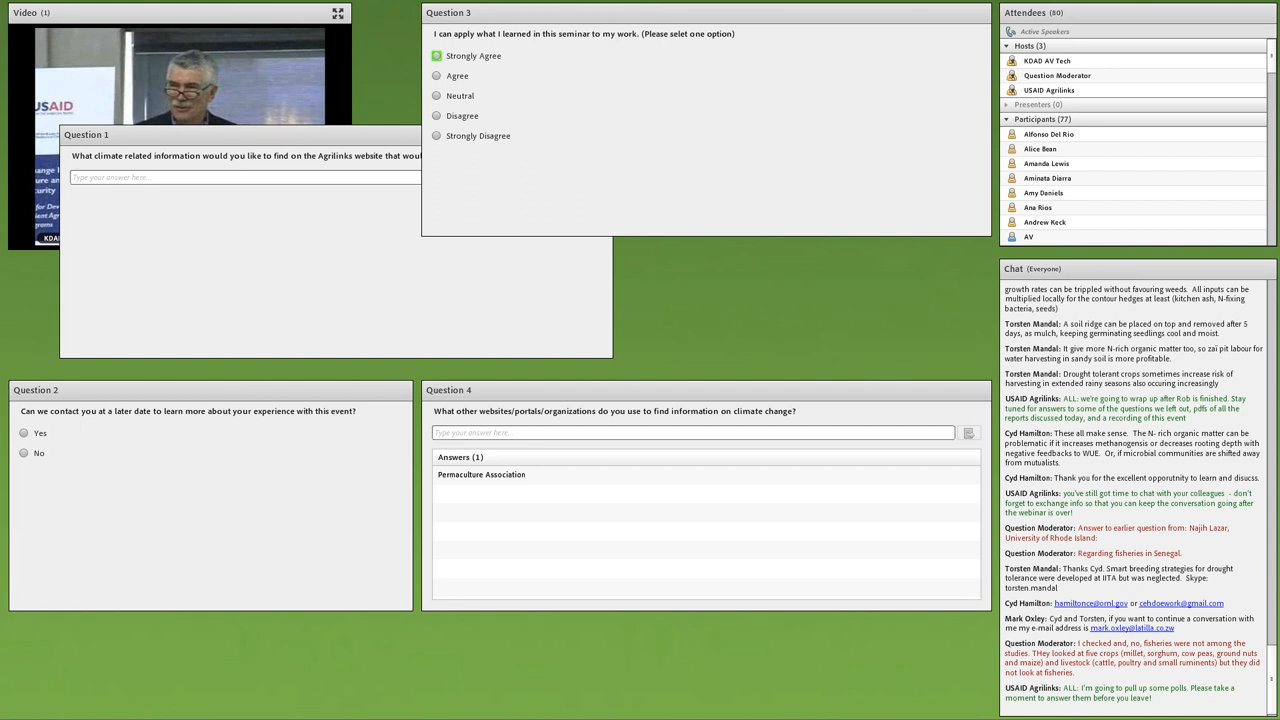 Video (1)
USAID
hange
ure an
curity
for Dev
ient Agr
grams
KDA
Question 1
What climate related information would you like to find on the Agrilinks website that wou
Type your answer here...
Question 3
I can apply what I learned in this seminar to my work. (Please selet one option)
Strongly Agree
Agree
Neutral
Disagree
Strongly Disagree
Question 2
Can we contact you at a later date to learn more about your experience with this event?
Yes
No
Question 4
What other websites/portals/organizations do you use to find information on climate change?
Type your answer here...
Answers (1)
Permaculture Association
Attendees (80)
Active Speakers
Hosts (3)
KDAD AV Tech
Question Moderator
USAID Agrilinks
Presenters (0)
Participants (77)
Alfonso Del Rio
Alice Bean
Amanda Lewis
Aminata Diarra
Amy Daniels
Ana Rios
Andrew Keck
AV
Chat (Everyone)
growth rates can be trippled without favouring weeds. All inputs can be
multiplied locally for the contour hedges at least (kitchen ash, N-fixing
bacteria, seeds)
Torsten Mandal: A soil ridge can be placed on top and removed after 5
days, as mulch, keeping germinating seedlings cool and moist.
Torsten Mandal: It give more N-rich organic matter too, so zaï pit labour for
water harvesting in sandy soil is more profitable.
Torsten Mandal: Drought tolerant crops sometimes increase risk of
harvesting in extended rainy seasons also occuring increasingly
USAID Agrilinks: ALL: we're going to wrap up after Rob is finished. Stay
tuned for answers to some of the questions we left out, pdfs of all the
reports discussed today, and a recording of this event
Cyd Hamilton: These all make sense. The N- rich organic matter can be
problematic if it increases methanogensis or decreases rooting depth with
negative feedbacks to WUE. Or, if microbial communities are shifted away
from mutualists.
Cyd Hamilton: Thank you for the excellent opporutnity to learn and disucss.
USAID Agrilinks: you've still got time to chat with your colleagues - don't
forget to exchange info so that you can keep the conversation going after
the webinar is over!
Question Moderator: Answer to earlier question from: Najih Lazar,
University of Rhode Island:
Question Moderator: Regarding fisheries in Senegal.
Torsten Mandal: Thanks Cyd. Smart breeding strategies for drought
tolerance were developed at IITA but was neglected. Skype:
torsten.mandal
Cyd Hamilton: hamiltonce@ornl.gov or cehdoework@gmail.com
Mark Oxley: Cyd and Torsten, if you want to continue a conversation with
me my e-mail address is mark.oxley@latilla.co.zw
Question Moderator: I checked and, no, fisheries were not among the
studies. THey looked at five crops (millet, sorghum, cow peas, ground nuts
and maize) and livestock (cattle, poultry and small ruminents) but they did
not look at fisheries.
USAID Agrilinks: ALL: I'm going to pull up some polls. Please take a
moment to answer them before you leave!